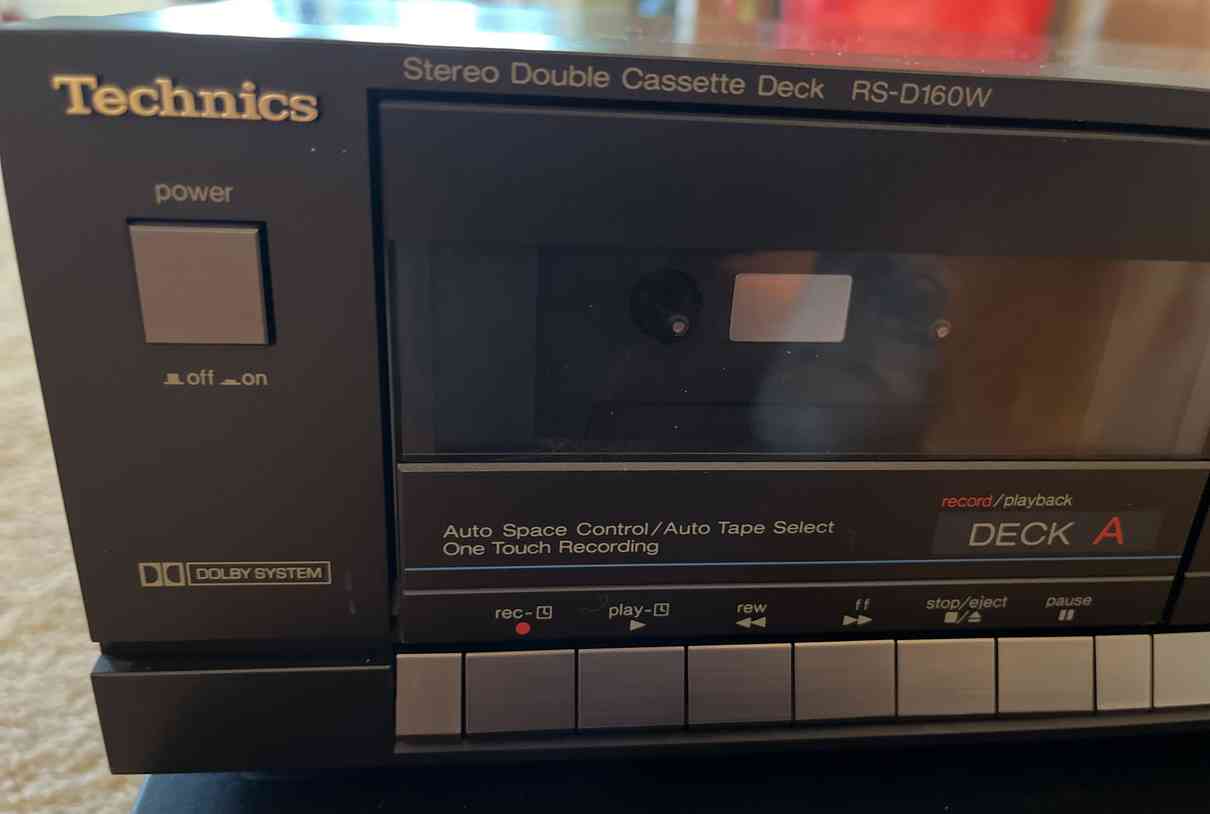 Technics
Stereo Double Cassette Deck RS-D160W
power
off on
DOLBY SYSTEM
Auto Space Control/Auto Tape Select
One Touch Recording
record/playback
DECK A
rec- play- rew ff stop/eject pause